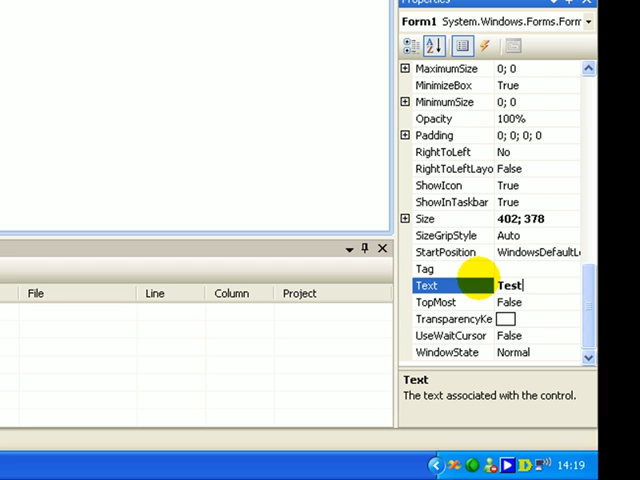 Properties
Form1 System.Windows.Forms.Form
MaximumSize 0; 0
MinimizeBox True
MinimumSize 0; 0
Opacity 100%
Padding 0; 0; 0; 0
RightToLeft No
RightToLeftLayo False
ShowIcon True
ShowInTaskbar True
Size 402; 378
SizeGripStyle Auto
StartPosition WindowsDefaultLo
Tag
Text Test
TopMost False
TransparencyKe
UseWaitCursor False
WindowState Normal
File Line Column Project
Text
The text associated with the control.
14:19